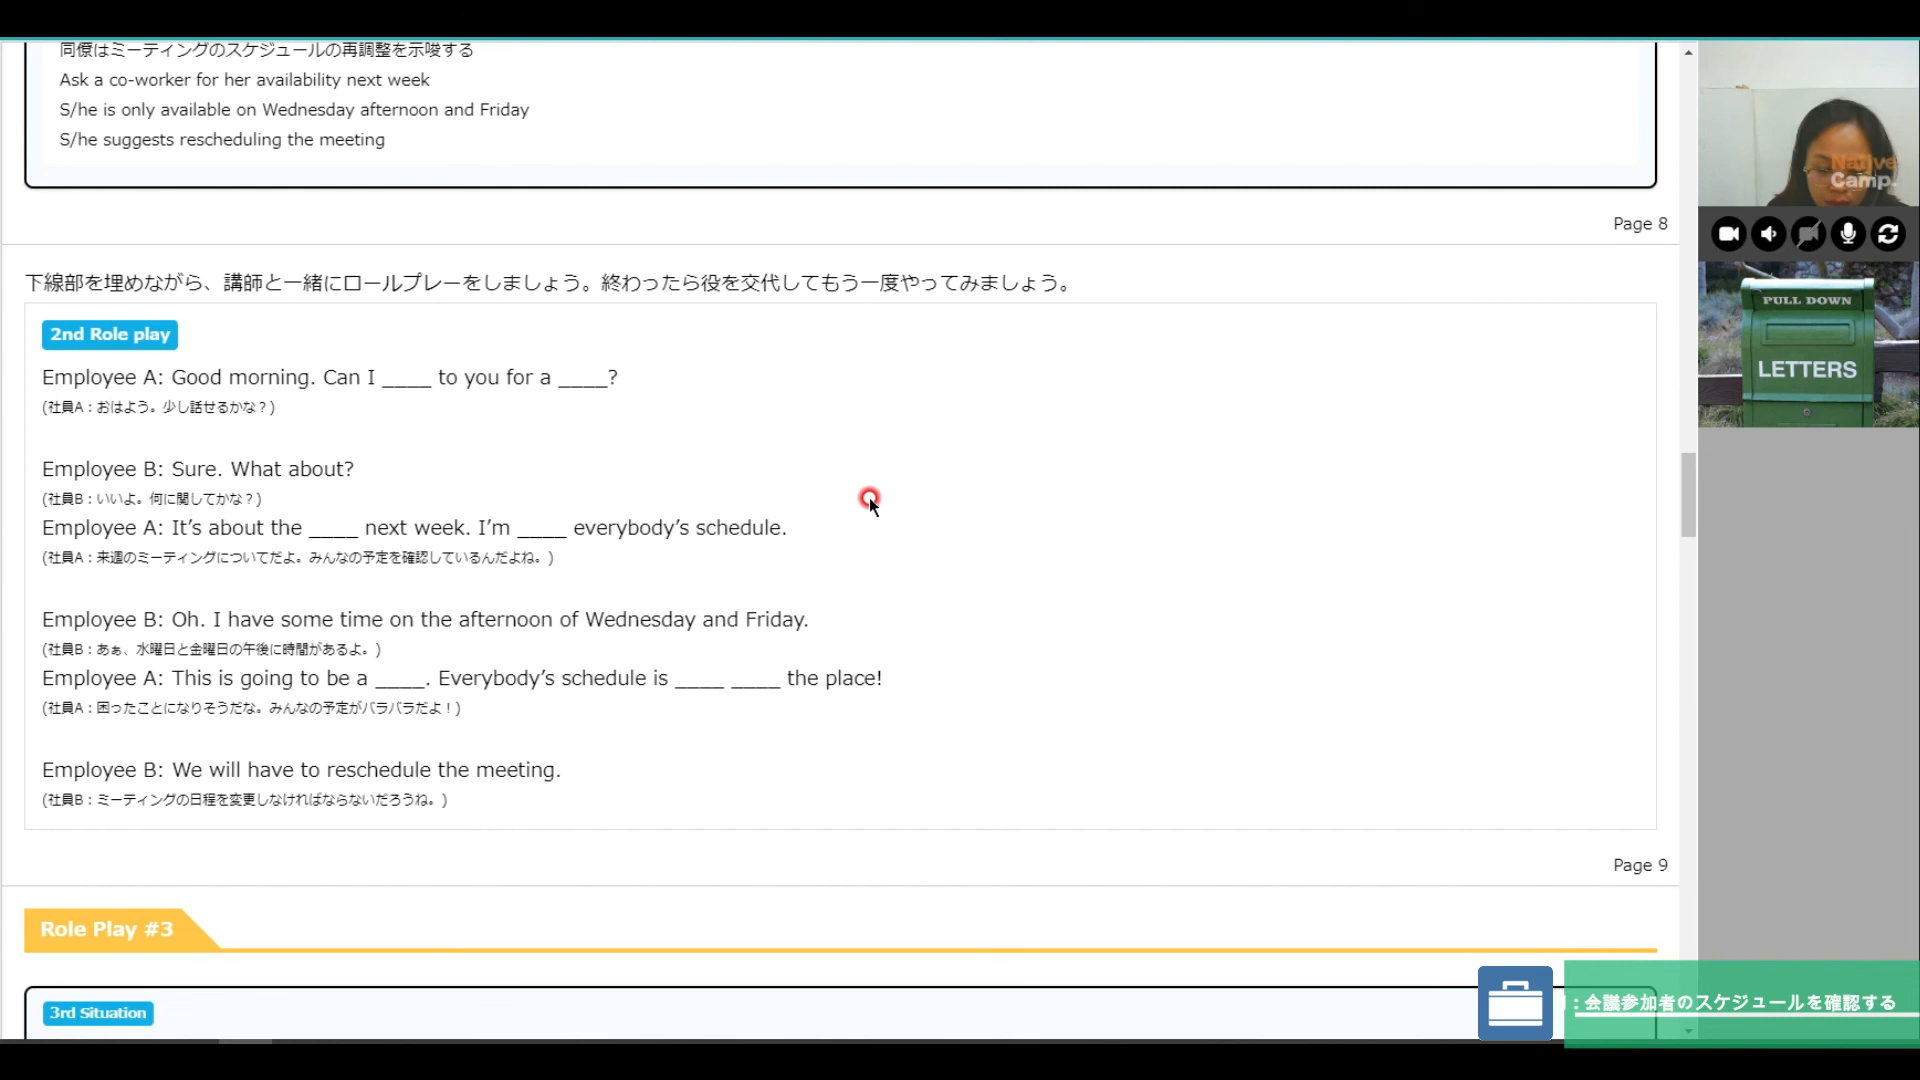 同僚はミーティングのスケジュールの再調整を示唆する
Ask a co-worker for her availability next week
S/he is only available on Wednesday afternoon and Friday
S/he suggests rescheduling the meeting
Page 8
下線部を埋めながら、講師と一緒にロールプレーをしましょう。終わったら役を交代してもう一度やってみましょう。
2nd Role play
Employee A: Good morning. Can I ____ to you for a ____?
(社員A：おはよう。少し話せるかな？)
Employee B: Sure. What about?
(社員B：いいよ。何に関してかな？)
Employee A: It’s about the ____ next week. I’m ____ everybody’s schedule.
(社員A：来週のミーティングについてだよ。みんなの予定を確認しているんだよね。)
Employee B: Oh. I have some time on the afternoon of Wednesday and Friday.
(社員B：あぁ、水曜日と金曜日の午後に時間があるよ。)
Employee A: This is going to be a ____. Everybody’s schedule is ____ ____ the place!
(社員A：困ったことになりそうだな。みんなの予定がバラバラだよ！)
Employee B: We will have to reschedule the meeting.
(社員B：ミーティングの日程を変更しなければならないだろうね。)
Page 9
Role Play #3
3rd Situation
Native
Camp.
PULL DOWN
LETTERS
：会議参加者のスケジュールを確認する